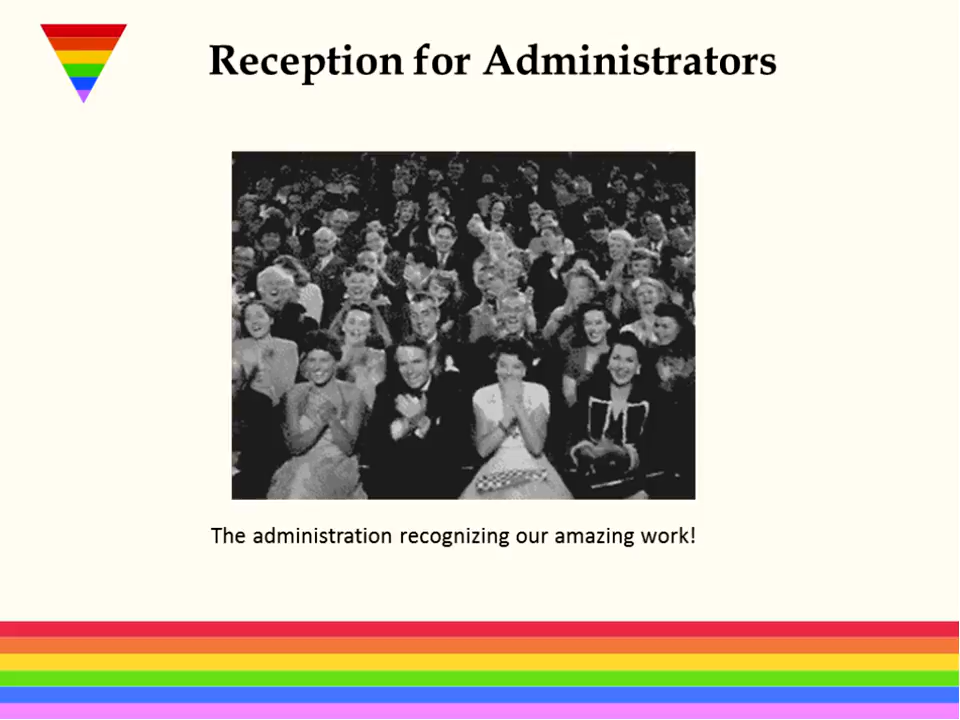 Reception for Administrators
The administration recognizing our amazing work!